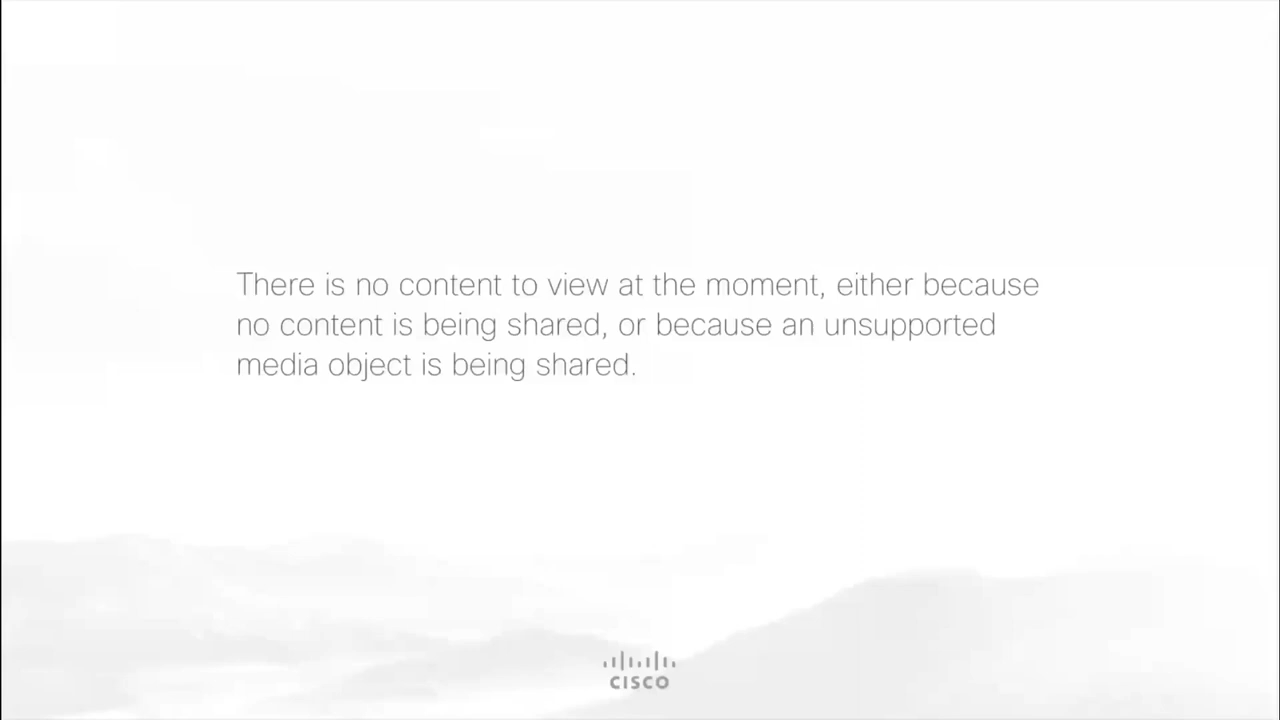 There is no content to view at the moment, either because
no content is being shared, or because an unsupported
media object is being shared.
CISCO